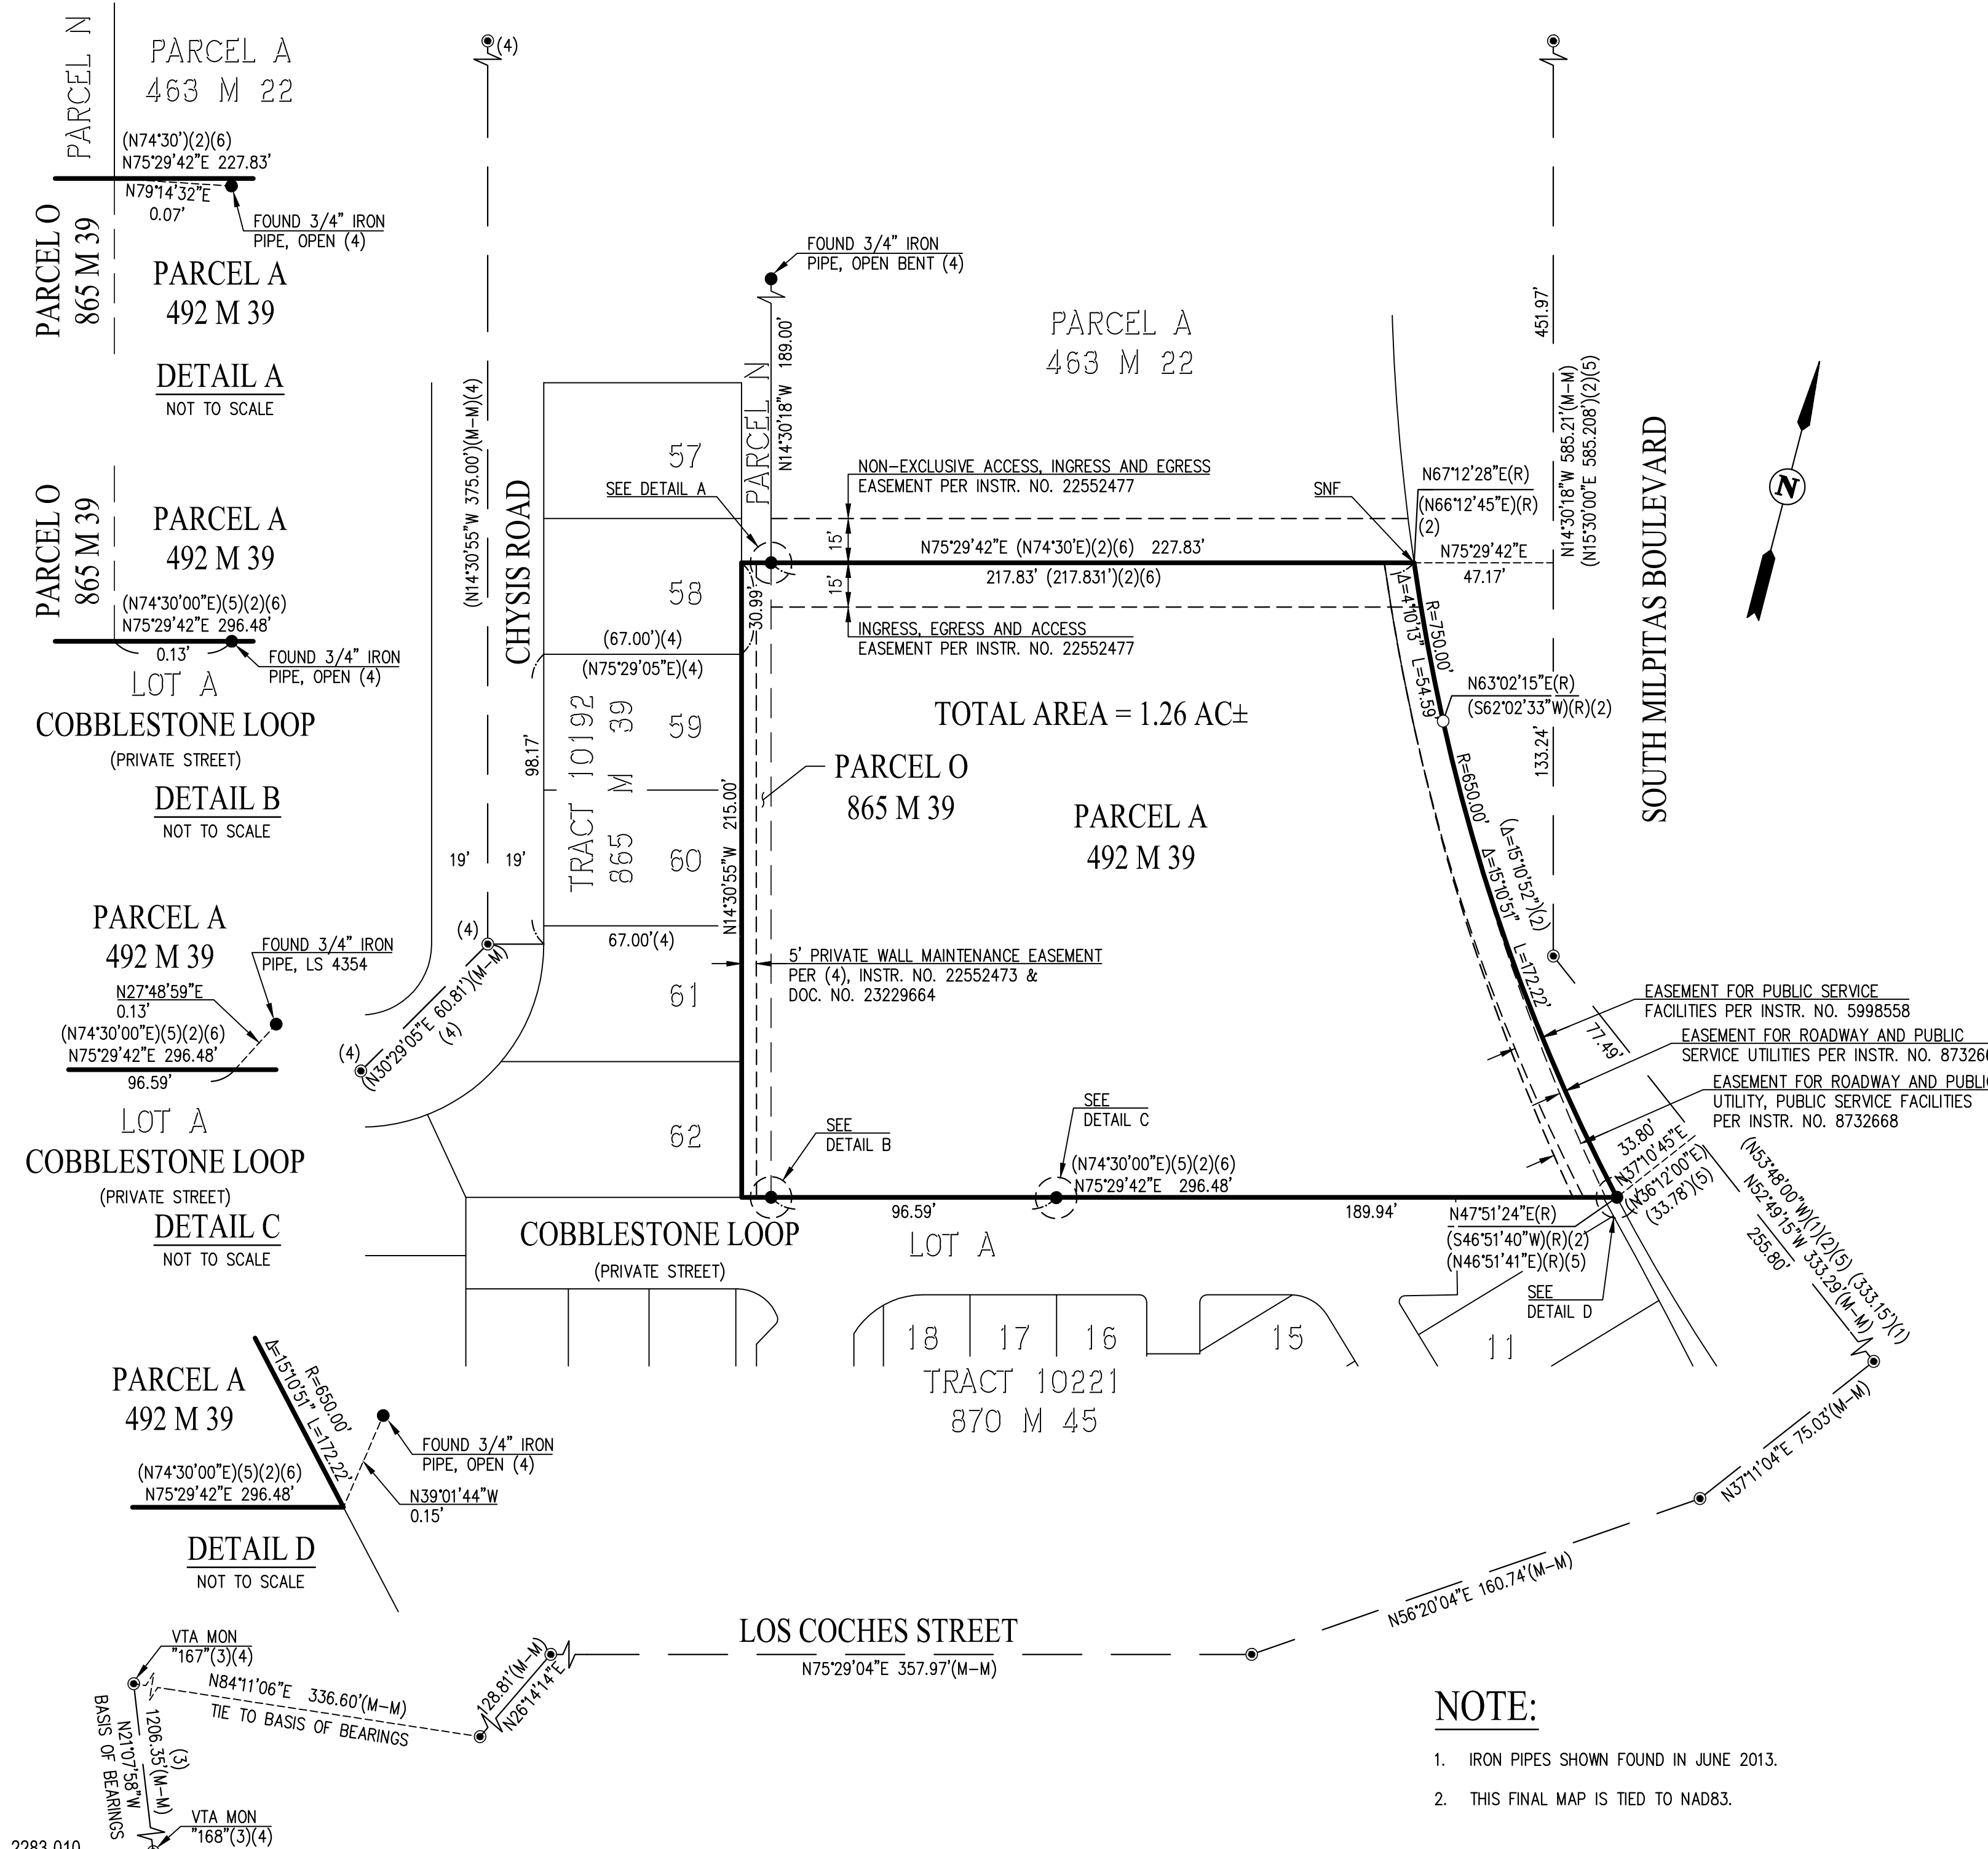 PARCEL N
PARCEL A
463 M 22
(N74°30')(2)(6)
N75°29'42"E 227.83'
N79°14'32"E
0.07'
FOUND 3/4" IRON
PIPE, OPEN (4)
PARCEL O
865 M 39
PARCEL A
492 M 39
DETAIL A
NOT TO SCALE
PARCEL O
865 M 39
PARCEL A
492 M 39
(N74°30'00"E)(5)(2)(6)
N75°29'42"E 296.48'
0.13'
FOUND 3/4" IRON
PIPE, OPEN (4)
LOT A
COBBLESTONE LOOP
(PRIVATE STREET)
DETAIL B
NOT TO SCALE
PARCEL A
492 M 39
FOUND 3/4" IRON
PIPE, LS 4354
N27°48'59"E
0.13'
(N74°30'00"E)(5)(2)(6)
N75°29'42"E 296.48'
96.59'
LOT A
COBBLESTONE LOOP
(PRIVATE STREET)
DETAIL C
NOT TO SCALE
PARCEL A
492 M 39
R=650.00'
Δ=15°10'51" L=172.22'
FOUND 3/4" IRON
PIPE, OPEN (4)
(N74°30'00"E)(5)(2)(6)
N75°29'42"E 296.48'
N39°01'44"W
0.15'
DETAIL D
NOT TO SCALE
(4)
(N14°30'55"W 375.00')(M-M)(4)
CHYSIS ROAD
19'
19'
98.17'
(4)
(4)
(N30°29'05"E 60.81')(M-M)
(4)
57
58
(67.00')(4)
(N75°29'05"E)(4)
TRACT 10192
865 M 39
59
60
67.00'(4)
61
62
FOUND 3/4" IRON
PIPE, OPEN BENT (4)
PARCEL N
N14°30'18"W 189.00'
SEE DETAIL A
PARCEL A
463 M 22
NON-EXCLUSIVE ACCESS, INGRESS AND EGRESS
EASEMENT PER INSTR. NO. 22552477
15'
15'
N75°29'42"E (N74°30'E)(2)(6) 227.83'
217.83' (217.831')(2)(6)
30.99'
INGRESS, EGRESS AND ACCESS
EASEMENT PER INSTR. NO. 22552477
TOTAL AREA = 1.26 AC±
PARCEL O
865 M 39
PARCEL A
492 M 39
N14°30'55"W 215.00'
5' PRIVATE WALL MAINTENANCE EASEMENT
PER (4), INSTR. NO. 22552473 &
DOC. NO. 23229664
SNF
N67°12'28"E(R)
(N66°12'45"E)(R)
(2)
N75°29'42"E
47.17'
451.97'
N14°30'18"W 585.21'(M-M)
(N15°30'00"E 585.208')(2)(5)
SOUTH MILPITAS BOULEVARD
R=750.00'
Δ=4°10'13" L=54.59'
N63°02'15"E(R)
(S62°02'33"W)(R)(2)
133.24'
R=650.00'
(Δ=15°10'52")(2)
Δ=15°10'51" L=172.22'
EASEMENT FOR PUBLIC SERVICE
FACILITIES PER INSTR. NO. 5998558
77.49'
EASEMENT FOR ROADWAY AND PUBLIC
SERVICE UTILITIES PER INSTR. NO. 87326
EASEMENT FOR ROADWAY AND PUBLIC
UTILITY, PUBLIC SERVICE FACILITIES
PER INSTR. NO. 8732668
33.80'
N37°10'45"E
(N36°12'00"E)
(33.78')(5)
(N53°48'00"W)(1)(2)(5) (333.15')(1)
N52°49'15"W 333.29'(M-M)
255.80'
SEE
DETAIL B
SEE
DETAIL C
(N74°30'00"E)(5)(2)(6)
N75°29'42"E 296.48'
96.59'
189.94'
N47°51'24"E(R)
(S46°51'40"W)(R)(2)
(N46°51'41"E)(R)(5)
SEE
DETAIL D
COBBLESTONE LOOP
(PRIVATE STREET)
LOT A
18
17
16
15
11
TRACT 10221
870 M 45
N37°11'04"E 75.03'(M-M)
N56°20'04"E 160.74'(M-M)
LOS COCHES STREET
N75°29'04"E 357.97'(M-M)
128.81'(M-M)
N26°14'14"E
VTA MON
"167"(3)(4)
N84°11'06"E 336.60'(M-M)
TIE TO BASIS OF BEARINGS
(3)
1206.35'(M-M)
N21°07'58"W
BASIS OF BEARINGS
VTA MON
"168"(3)(4)
2283.010
NOTE:
1. IRON PIPES SHOWN FOUND IN JUNE 2013.
2. THIS FINAL MAP IS TIED TO NAD83.